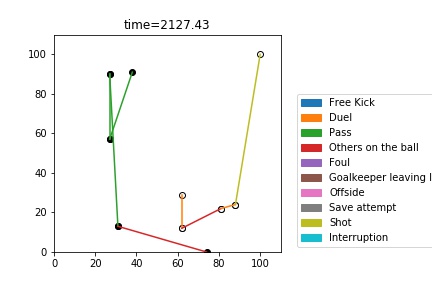 time=2127.43
100
80
60
40
20
0
0
20
40
60
80
100
Free Kick
Duel
Pass
Others on the ball
Foul
Goalkeeper leaving l
Offside
Save attempt
Shot
Interruption